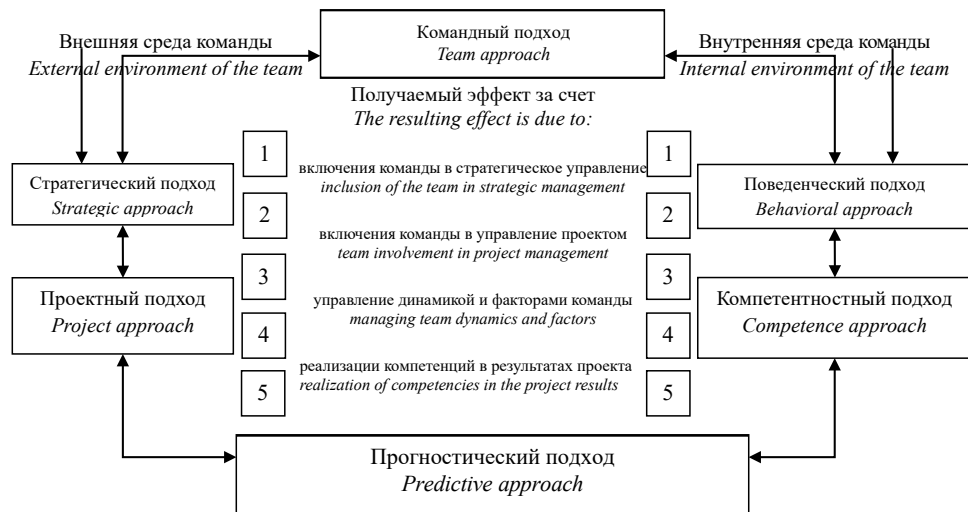 Внешняя среда команды
External environment of the team
Командный подход
Team approach
Внутренняя среда команды
Internal environment of the team
Получаемый эффект за счет
The resulting effect is due to:
1
1
включения команды в стратегическое управление
inclusion of the team in strategic management
Стратегический подход
Strategic approach
Поведенческий подход
Behavioral approach
2
2
включения команды в управление проектом
team involvement in project management
3
3
Проектный подход
Project approach
управление динамикой и факторами команды
managing team dynamics and factors
Компетентностный подход
Competence approach
4
4
реализации компетенций в результатах проекта
realization of competencies in the project results
5
5
Прогностический подход
Predictive approach